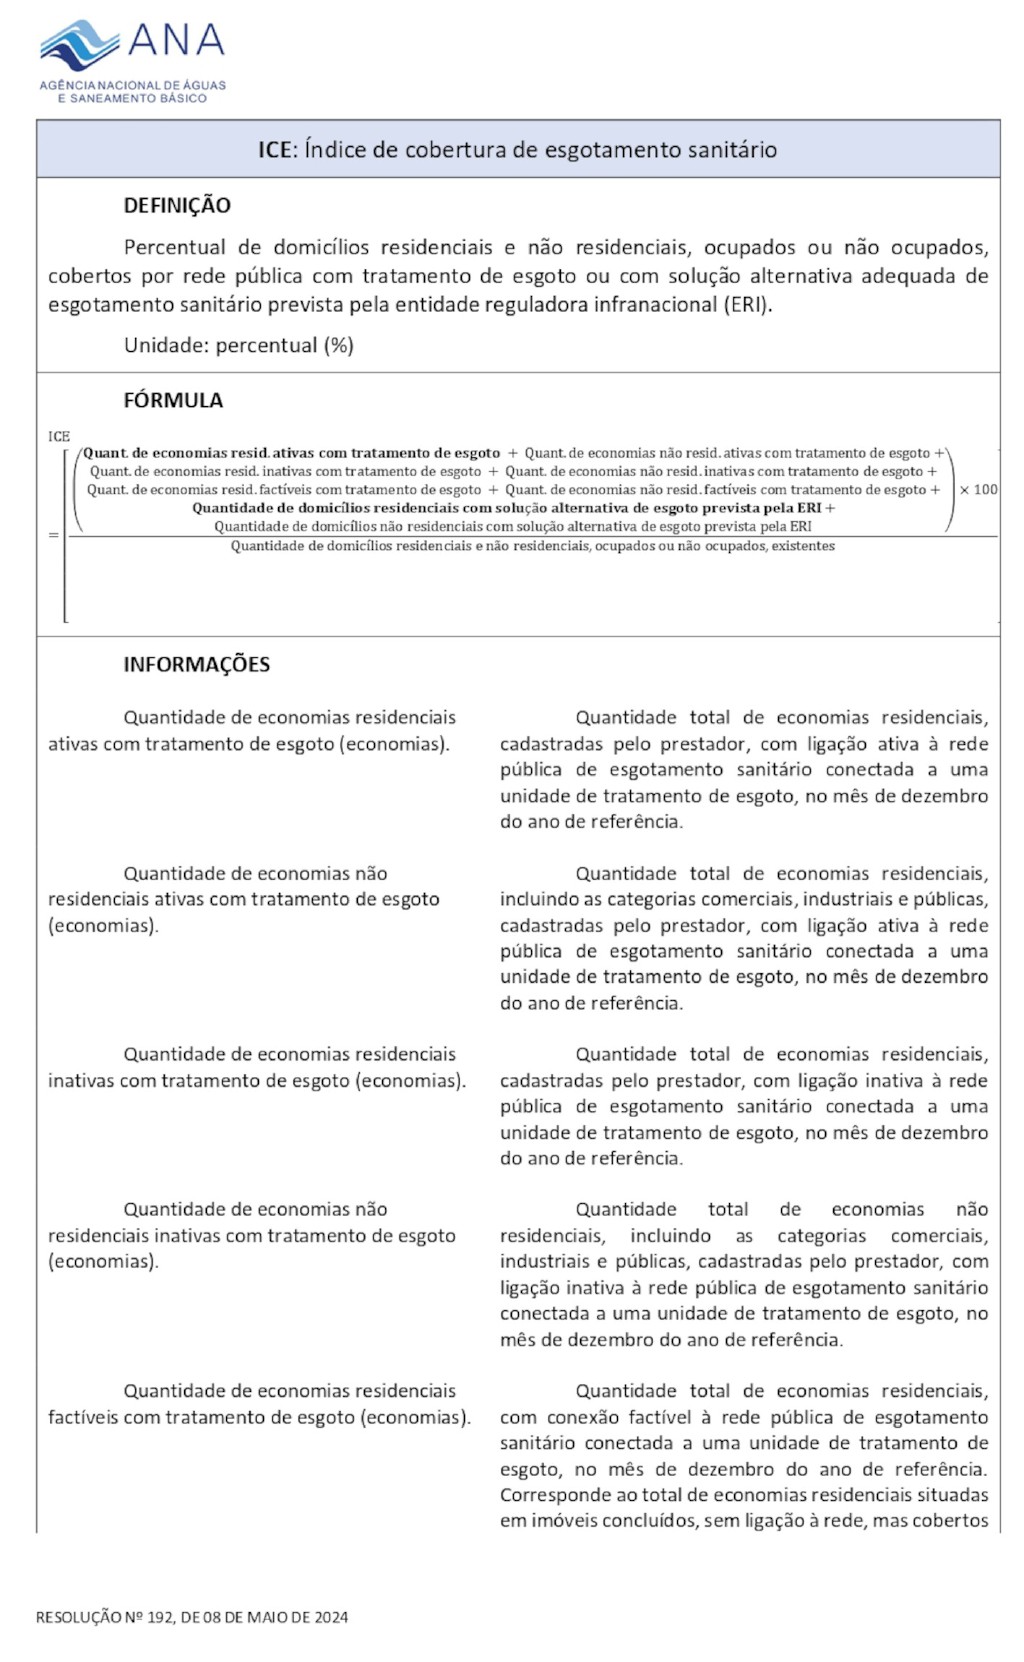 ANA
AGÊNCIA NACIONAL DE ÁGUAS
E SANEAMENTO BÁSICO
ICE: Índice de cobertura de esgotamento sanitário
DEFINIÇÃO
Percentual de domicílios residenciais e não residenciais, ocupados ou não ocupados,
cobertos por rede pública com tratamento de esgoto ou com solução alternativa adequada de
esgotamento sanitário prevista pela entidade reguladora infranacional (ERI).
Unidade: percentual (%)
FÓRMULA
ICE
Quant. de economias resid. ativas com tratamento de esgoto + Quant. de economias não resid. ativas com tratamento de esgoto +
Quant. de economias resid. inativas com tratamento de esgoto + Quant. de economias não resid. inativas com tratamento de esgoto +
Quant. de economias resid. factíveis com tratamento de esgoto + Quant. de economias não resid. factíveis com tratamento de esgoto + × 100
Quantidade de domicílios residenciais com solução alternativa de esgoto prevista pela ERI +
Quantidade de domicílios não residenciais com solução alternativa de esgoto prevista pela ERI
=
Quantidade de domicílios residenciais e não residenciais, ocupados ou não ocupados, existentes
INFORMAÇÕES
Quantidade de economias residenciais
ativas com tratamento de esgoto (economias).
Quantidade total de economias residenciais,
cadastradas pelo prestador, com ligação ativa à rede
pública de esgotamento sanitário conectada a uma
unidade de tratamento de esgoto, no mês de dezembro
do ano de referência.
Quantidade de economias não
residenciais ativas com tratamento de esgoto
(economias).
Quantidade total de economias residenciais,
incluindo as categorias comerciais, industriais e públicas,
cadastradas pelo prestador, com ligação ativa à rede
pública de esgotamento sanitário conectada a uma
unidade de tratamento de esgoto, no mês de dezembro
do ano de referência.
Quantidade de economias residenciais
inativas com tratamento de esgoto (economias).
Quantidade total de economias residenciais,
cadastradas pelo prestador, com ligação inativa à rede
pública de esgotamento sanitário conectada a uma
unidade de tratamento de esgoto, no mês de dezembro
do ano de referência.
Quantidade de economias não
residenciais inativas com tratamento de esgoto
(economias).
Quantidade total de economias não
residenciais, incluindo as categorias comerciais,
industriais e públicas, cadastradas pelo prestador, com
ligação inativa à rede pública de esgotamento sanitário
conectada a uma unidade de tratamento de esgoto, no
mês de dezembro do ano de referência.
Quantidade de economias residenciais
factíveis com tratamento de esgoto (economias).
Quantidade total de economias residenciais,
com conexão factível à rede pública de esgotamento
sanitário conectada a uma unidade de tratamento de
esgoto, no mês de dezembro do ano de referência.
Corresponde ao total de economias residenciais situadas
em imóveis concluídos, sem ligação à rede, mas cobertos
RESOLUÇÃO Nº 192, DE 08 DE MAIO DE 2024